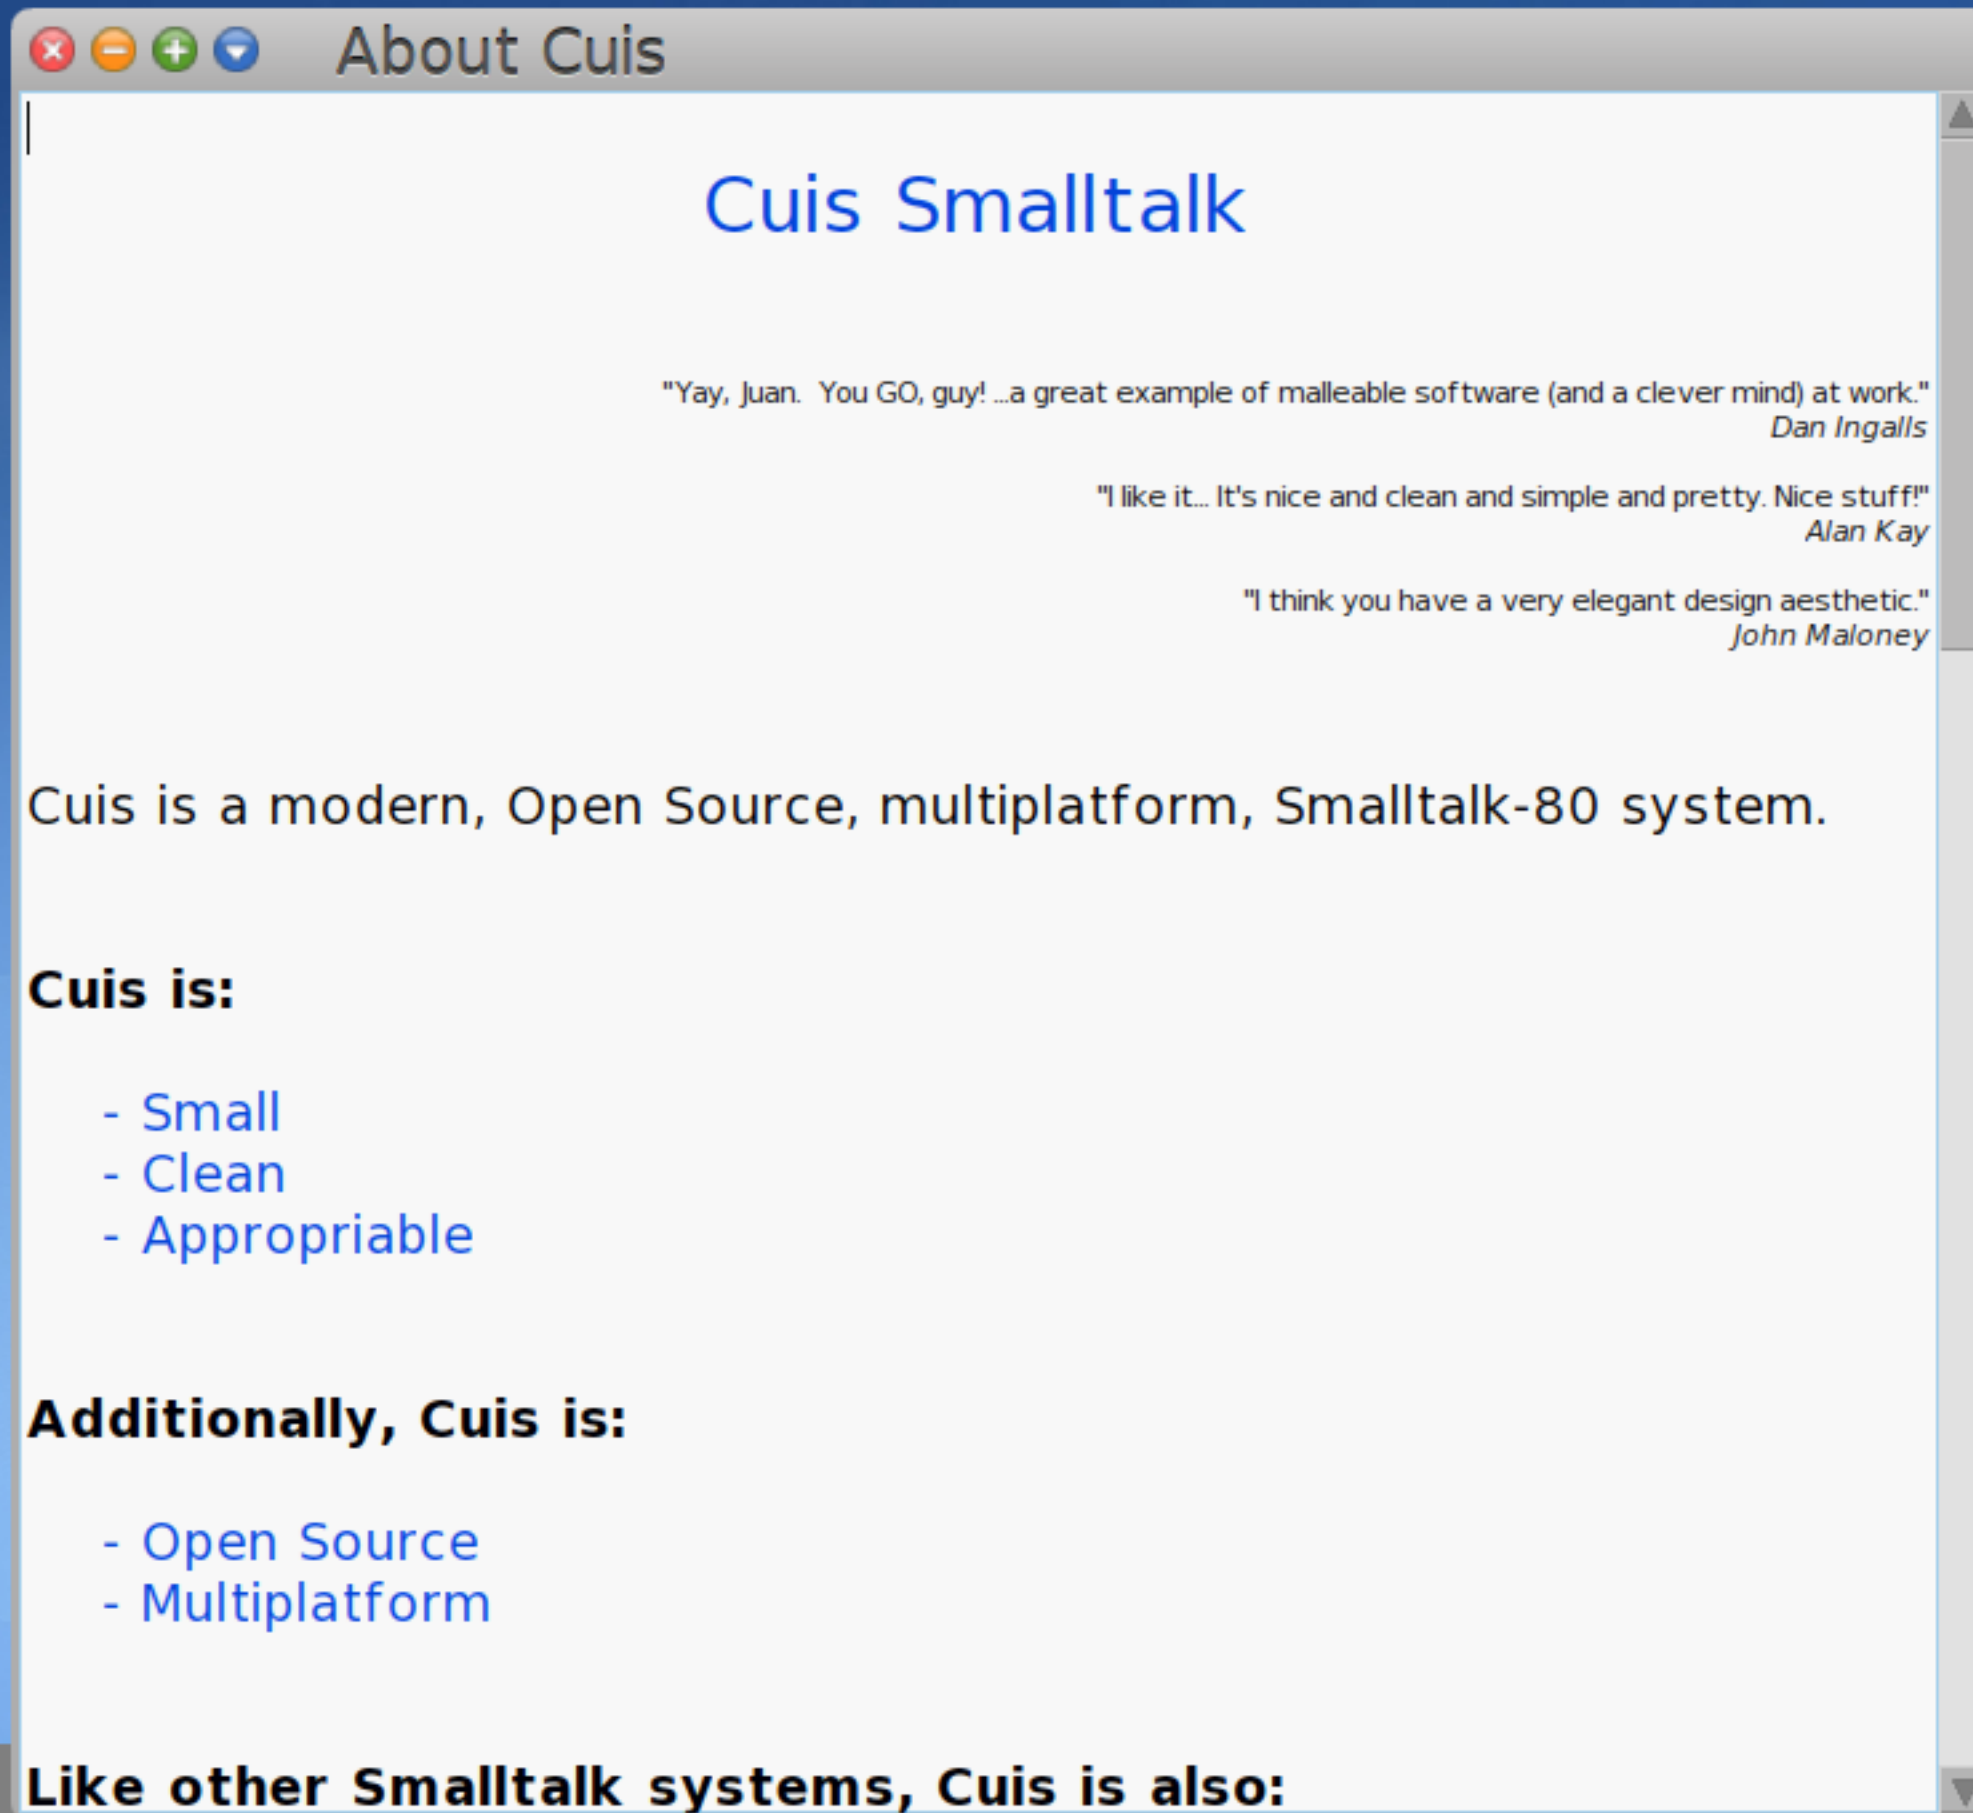 About Cuis
Cuis Smalltalk
"Yay, Juan.  You GO, guy! ...a great example of malleable software (and a clever mind) at work."
Dan Ingalls
"I like it... It's nice and clean and simple and pretty. Nice stuff!"
Alan Kay
"I think you have a very elegant design aesthetic."
John Maloney
Cuis is a modern, Open Source, multiplatform, Smalltalk-80 system.
Cuis is:
- Small
- Clean
- Appropriable
Additionally, Cuis is:
- Open Source
- Multiplatform
Like other Smalltalk systems, Cuis is also: